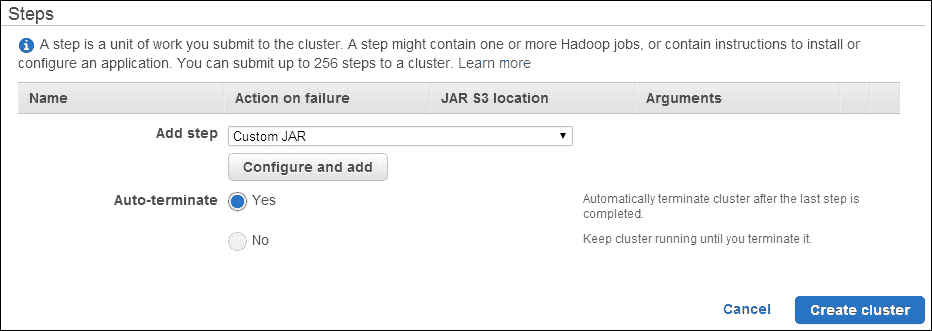 Steps
A step is a unit of work you submit to the cluster. A step might contain one or more Hadoop jobs, or contain instructions to install or
configure an application. You can submit up to 256 steps to a cluster. Learn more
Name Action on failure JAR S3 location Arguments
Add step Custom JAR
Configure and add
Auto-terminate Yes Automatically terminate cluster after the last step is
completed.
No Keep cluster running until you terminate it.
Cancel Create cluster